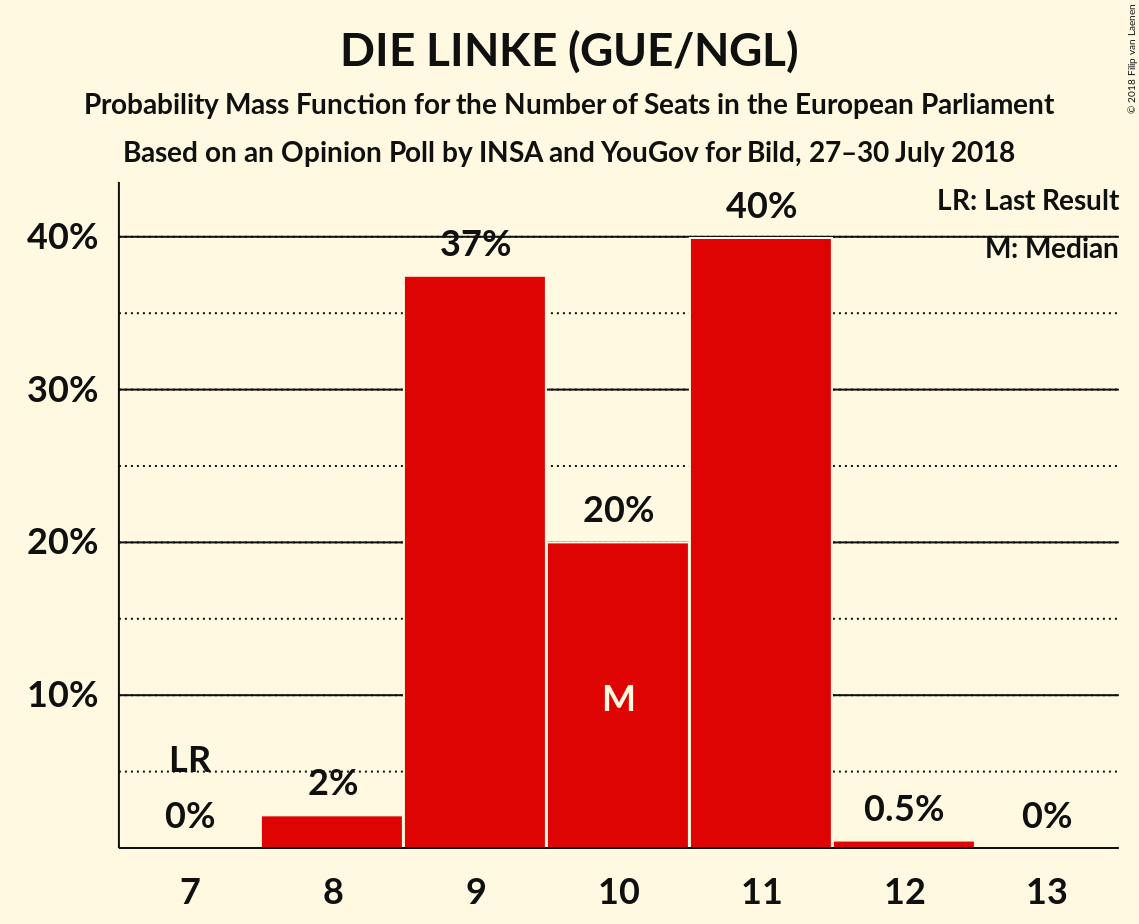 DIE LINKE (GUE/NGL)
Probability Mass Function for the Number of Seats in the European Parliament
Based on an Opinion Poll by INSA and YouGov for Bild, 27–30 July 2018
© 2018 Filip van Laenen
LR: Last Result
M: Median
40%
30%
20%
10%
LR
0%
2%
37%
20%
M
40%
0.5%
0%
7
8
9
10
11
12
13